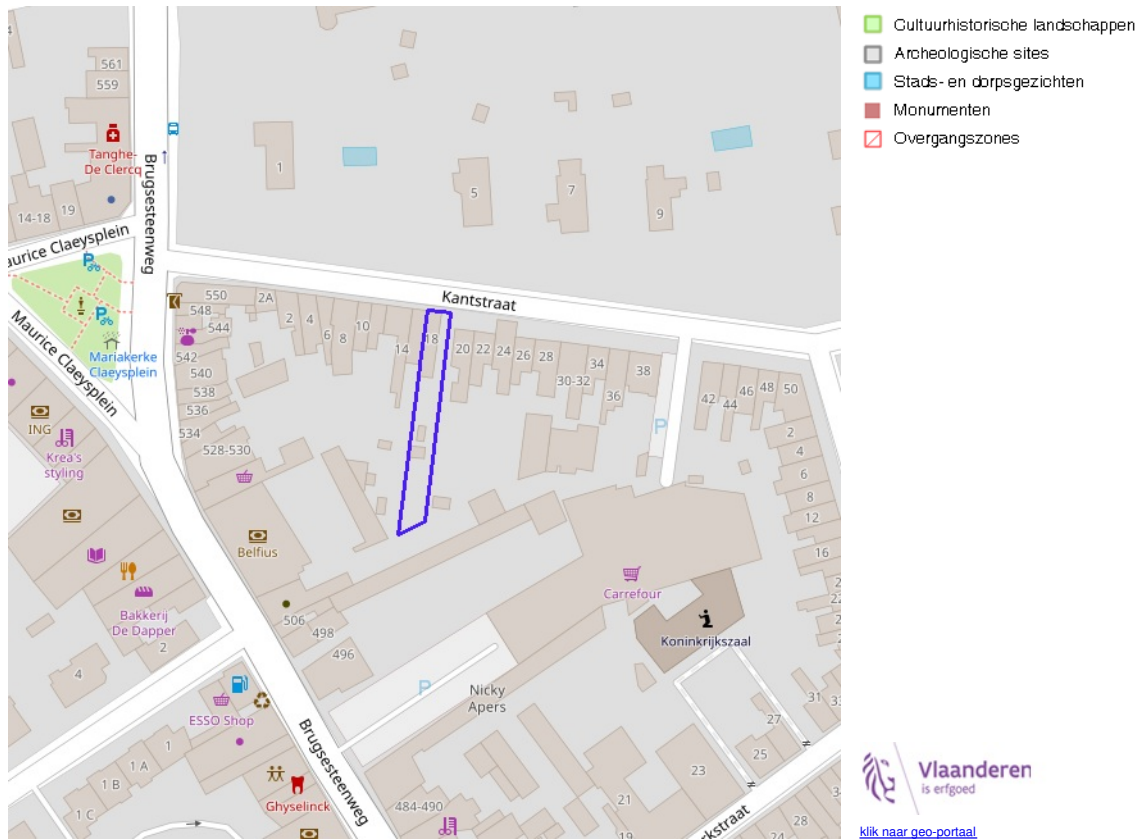 Cultuurhistorische landschappen
Archeologische sites
Stads- en dorpsgezichten
Monumenten
Overgangszones
561
559
Tanghe-
De Clercq
Brugsesteenweg
14-18
19
aurice Claeysplein
Maurice Claeysplein
P
P
Mariakerke
Claeysplein
1
5
7
9
Kantstraat
550
2A
548
544
542
540
538
536
534
528-530
2
4
6
8
10
14
18
20
22
24
26
28
30-32
34
36
38
42
44
46
48
50
2
4
6
8
12
16
P
ING
Krea's
styling
Belfius
Bakkerij
De Dapper
2
4
506
498
496
Carrefour
Koninkrijkszaal
P
Nicky
Apers
ESSO Shop
1
1 A
1 B
1 C
Ghyselinck
Brugsesteenweg
484-490
19
21
23
25
27
31
ckstraat
Vlaanderen
is erfgoed
klik naar geo-portaal